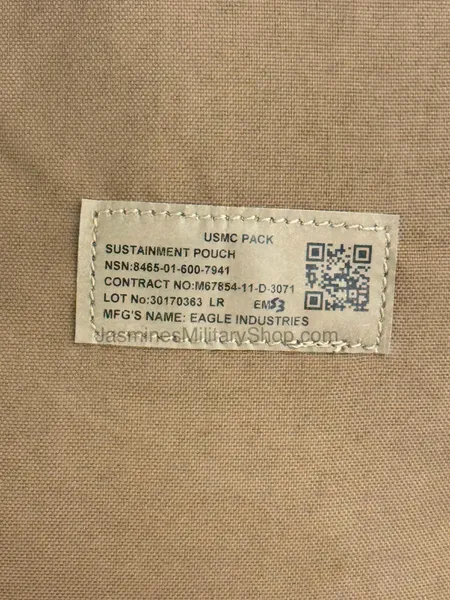 USMC PACK
SUSTAINMENT POUCH
NSN:8465-01-600-7941
CONTRACT NO:M67854-11-D-3071
LOT No:30170363 LR EMS3
MFG'S NAME: EAGLE INDUSTRIES
JasminesMilitaryShop.com